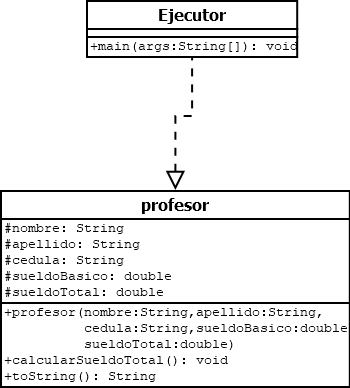 Ejecutor
+main(args:String[]): void
profesor
#nombre: String
#apellido: String
#cedula: String
#sueldoBasico: double
#sueldoTotal: double
+profesor(nombre:String,apellido:String,
cedula:String,sueldoBasico:double
sueldoTotal:double)
+calcularSueldoTotal(): void
+toString(): String